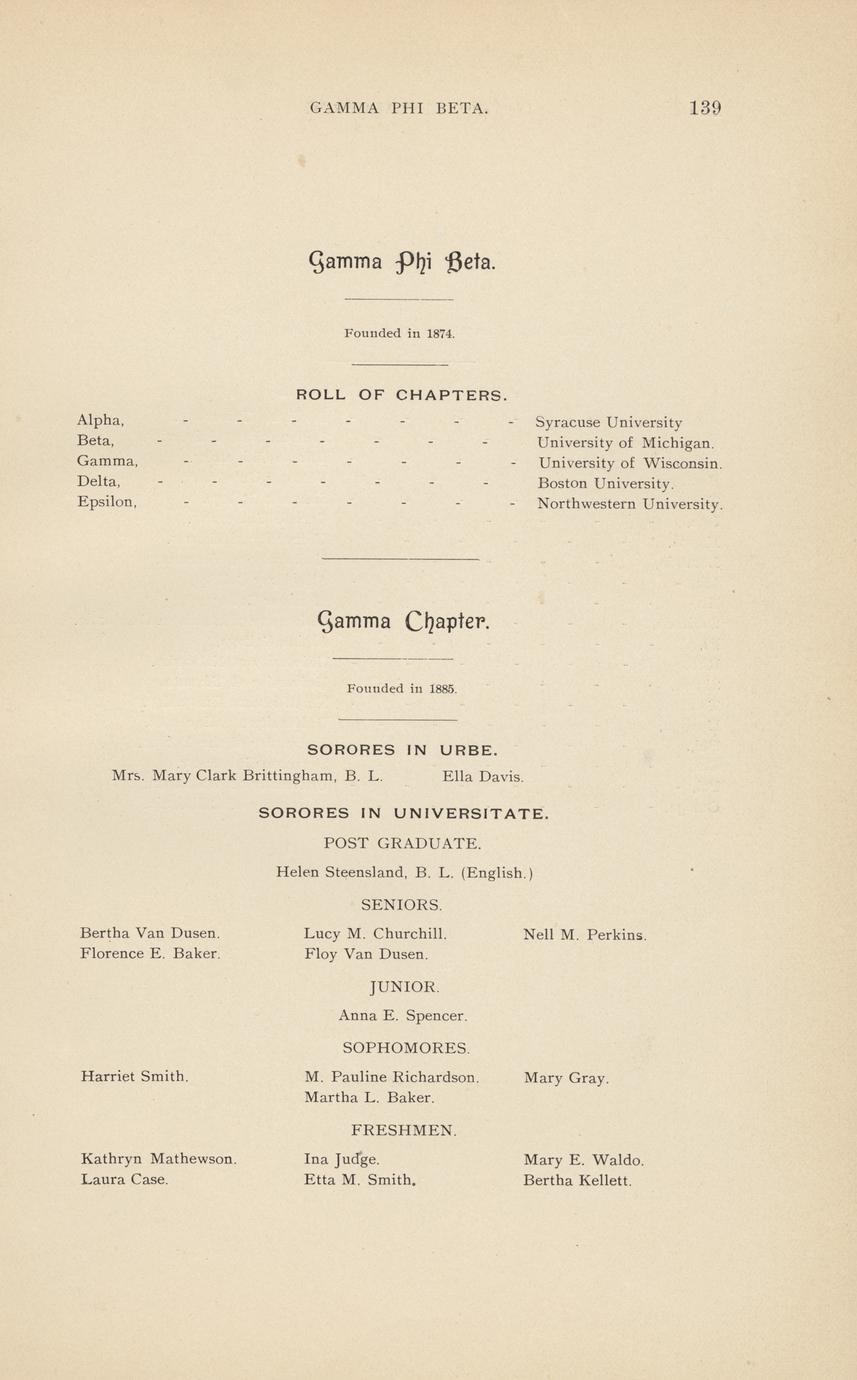 GAMMA PHI BETA. 139
Gamma Phi Beta.
Founded in 1874.
ROLL OF CHAPTERS.
Alpha, - - - - - - - Syracuse University
Beta, - - - - - - - University of Michigan.
Gamma, - - - - - - - University of Wisconsin.
Delta, - - - - - - - Boston University.
Epsilon, - - - - - - - Northwestern University.
Gamma Chapter.
Founded in 1885.
SORORES IN URBE.
Mrs. Mary Clark Brittingham, B. L. Ella Davis.
SORORES IN UNIVERSITATE.
POST GRADUATE.
Helen Steensland, B. L. (English.)
SENIORS.
Bertha Van Dusen. Lucy M. Churchill. Nell M. Perkins.
Florence E. Baker. Floy Van Dusen.
JUNIOR.
Anna E. Spencer.
SOPHOMORES.
Harriet Smith. M. Pauline Richardson. Mary Gray.
Martha L. Baker.
FRESHMEN.
Kathryn Mathewson. Ina Judge. Mary E. Waldo.
Laura Case. Etta M. Smith. Bertha Kellett.